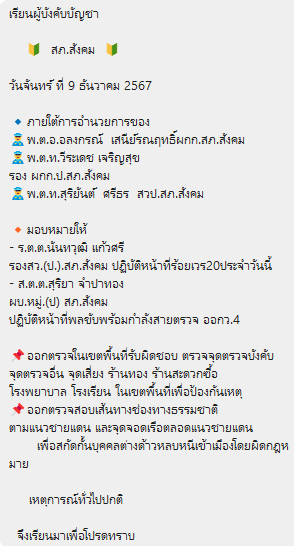 เรียนผู้บังคับบัญชา
🔰 สภ.สังคม 🔰
วันจันทร์ ที่ 9 ธันวาคม 2567
🔹ภายใต้การอำนวยการของ
👮พ.ต.อ.อลงกรณ์ เสนีย์รณฤทธิ์ผกก.สภ.สังคม
👮พ.ต.ท.วีระเดช เจริญสุข
รอง ผกก.ป.สภ.สังคม
👮พ.ต.ท.สุริยันต์ ศรีธร สวป.สภ.สังคม
🔸มอบหมายให้
- ร.ต.ต.นันทวุฒิ แก้วศรี
รองสว.(ป.).สภ.สังคม ปฏิบัติหน้าที่ร้อยเวร20ประจำวันนี้
- ส.ต.ต.สุริยา จำปาทอง
ผบ.หมู่.(ป) สภ.สังคม
ปฏิบัติหน้าที่พลขับพร้อมกำลังสายตรวจ ออกว.4
📌ออกตรวจในเขตพื้นที่รับผิดชอบ ตรวจจุดตรวจบังคับ
จุดตรวจอื่น จุดเสี่ยง ร้านทอง ร้านสะดวกซื้อ
โรงพยาบาล โรงเรียน ในเขตพื้นที่เพื่อป้องกันเหตุ
📌ออกตรวจสอบเส้นทางช่องทางธรรมชาติ
ตามแนวชายแดน และจุดจอดเรือตลอดแนวชายแดน
เพื่อสกัดกั้นบุคคลต่างด้าวหลบหนีเข้าเมืองโดยผิดกฎห
มาย
เหตุการณ์ทั่วไปปกติ
จึงเรียนมาเพื่อโปรดทราบ